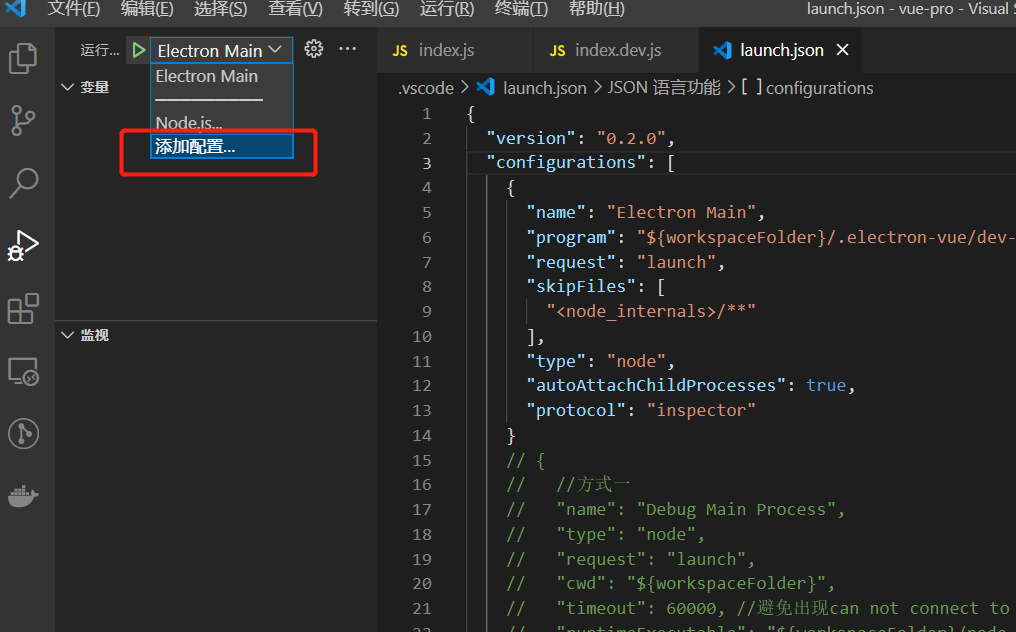 文件(F) 编辑(E) 选择(S) 查看(V) 转到(G) 运行(R) 终端(T) 帮助(H) launch.json - vue-pro - Visual
运行... Electron Main ···
Electron Main
Node.js...
添加配置...
变量
监视
JS index.js JS index.dev.js launch.json
.vscode > launch.json > JSON 语言功能 > [ ] configurations
1 {
2 "version": "0.2.0",
3 "configurations": [
4 {
5 "name": "Electron Main",
6 "program": "${workspaceFolder}/.electron-vue/dev-
7 "request": "launch",
8 "skipFiles": [
9 "<node_internals>/**"
10 ],
11 "type": "node",
12 "autoAttachChildProcesses": true,
13 "protocol": "inspector"
14 }
15 // {
16 // //方式一
17 // "name": "Debug Main Process",
18 // "type": "node",
19 // "request": "launch",
20 // "cwd": "${workspaceFolder}",
21 // "timeout": 60000, //避免出现can not connect to